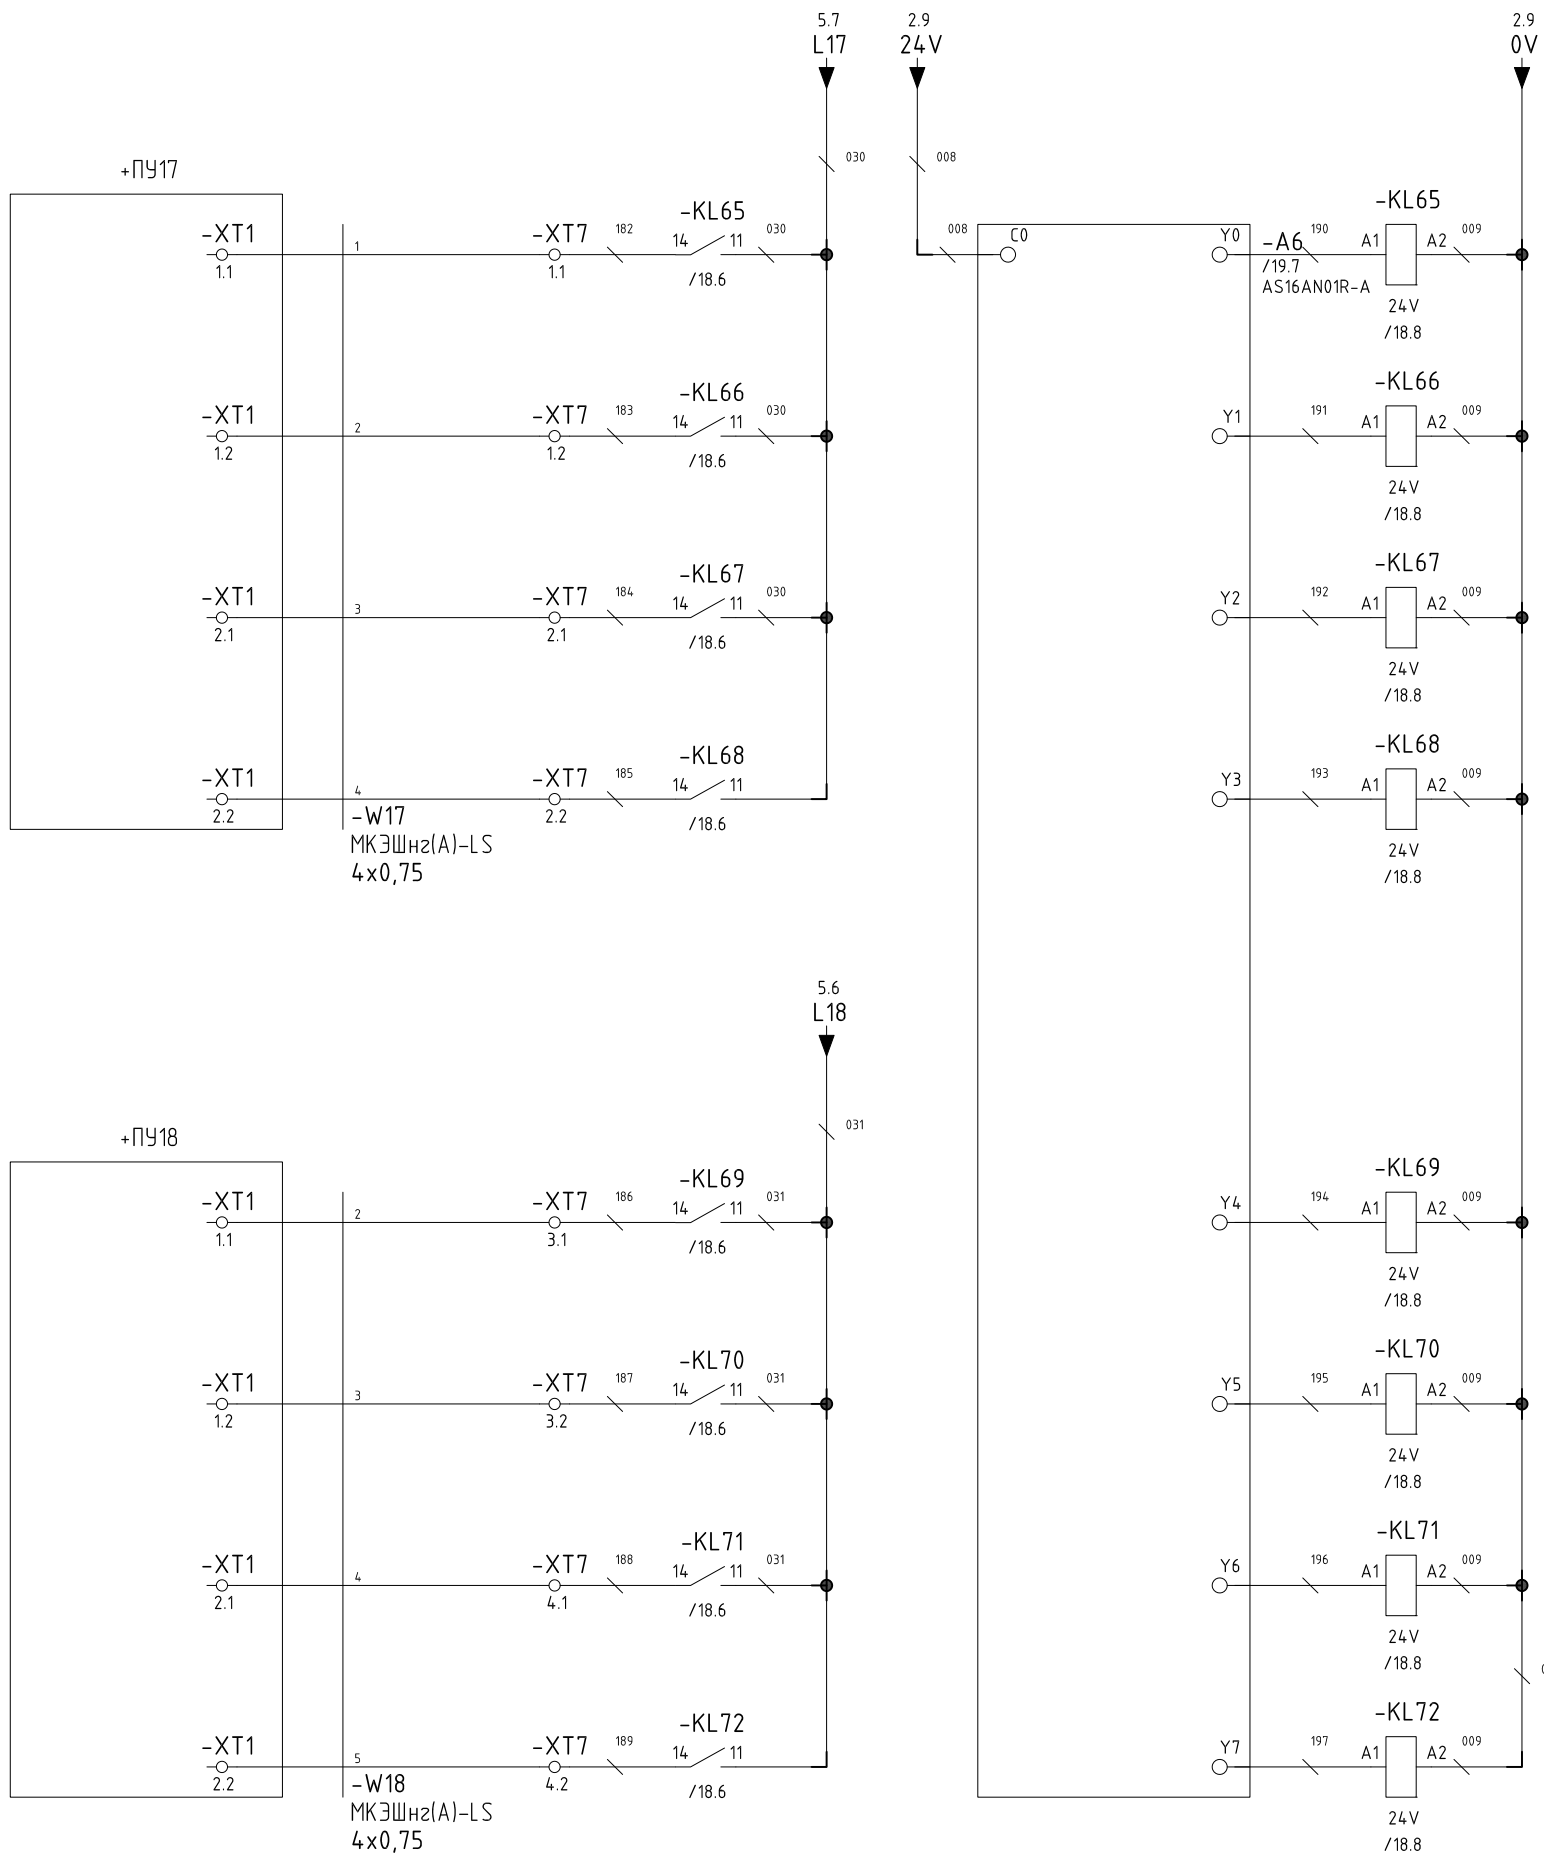 5.7
L17
2.9
24V
2.9
0V
030
008
+ПУ17
-XT1
1.1
1
-XT7
1.1
182
-KL65
14
11
030
/18.6
008
C0
Y0
-A6
/19.7
AS16AN01R-A
190
-KL65
A1
A2
009
24V
/18.8
-XT1
1.2
2
-XT7
1.2
183
-KL66
14
11
030
/18.6
Y1
191
-KL66
A1
A2
009
24V
/18.8
-XT1
2.1
3
-XT7
2.1
184
-KL67
14
11
030
/18.6
Y2
192
-KL67
A1
A2
009
24V
/18.8
-XT1
2.2
4
-XT7
2.2
185
-KL68
14
11
/18.6
Y3
193
-KL68
A1
A2
009
24V
/18.8
-W17
МКЭШнг(А)-LS
4x0,75
5.6
L18
031
+ПУ18
-XT1
1.1
2
-XT7
3.1
186
-KL69
14
11
031
/18.6
Y4
194
-KL69
A1
A2
009
24V
/18.8
-XT1
1.2
3
-XT7
3.2
187
-KL70
14
11
031
/18.6
Y5
195
-KL70
A1
A2
009
24V
/18.8
-XT1
2.1
4
-XT7
4.1
188
-KL71
14
11
031
/18.6
Y6
196
-KL71
A1
A2
009
24V
/18.8
-XT1
2.2
5
-XT7
4.2
189
-KL72
14
11
/18.6
Y7
197
-KL72
A1
A2
009
24V
/18.8
-W18
МКЭШнг(А)-LS
4x0,75